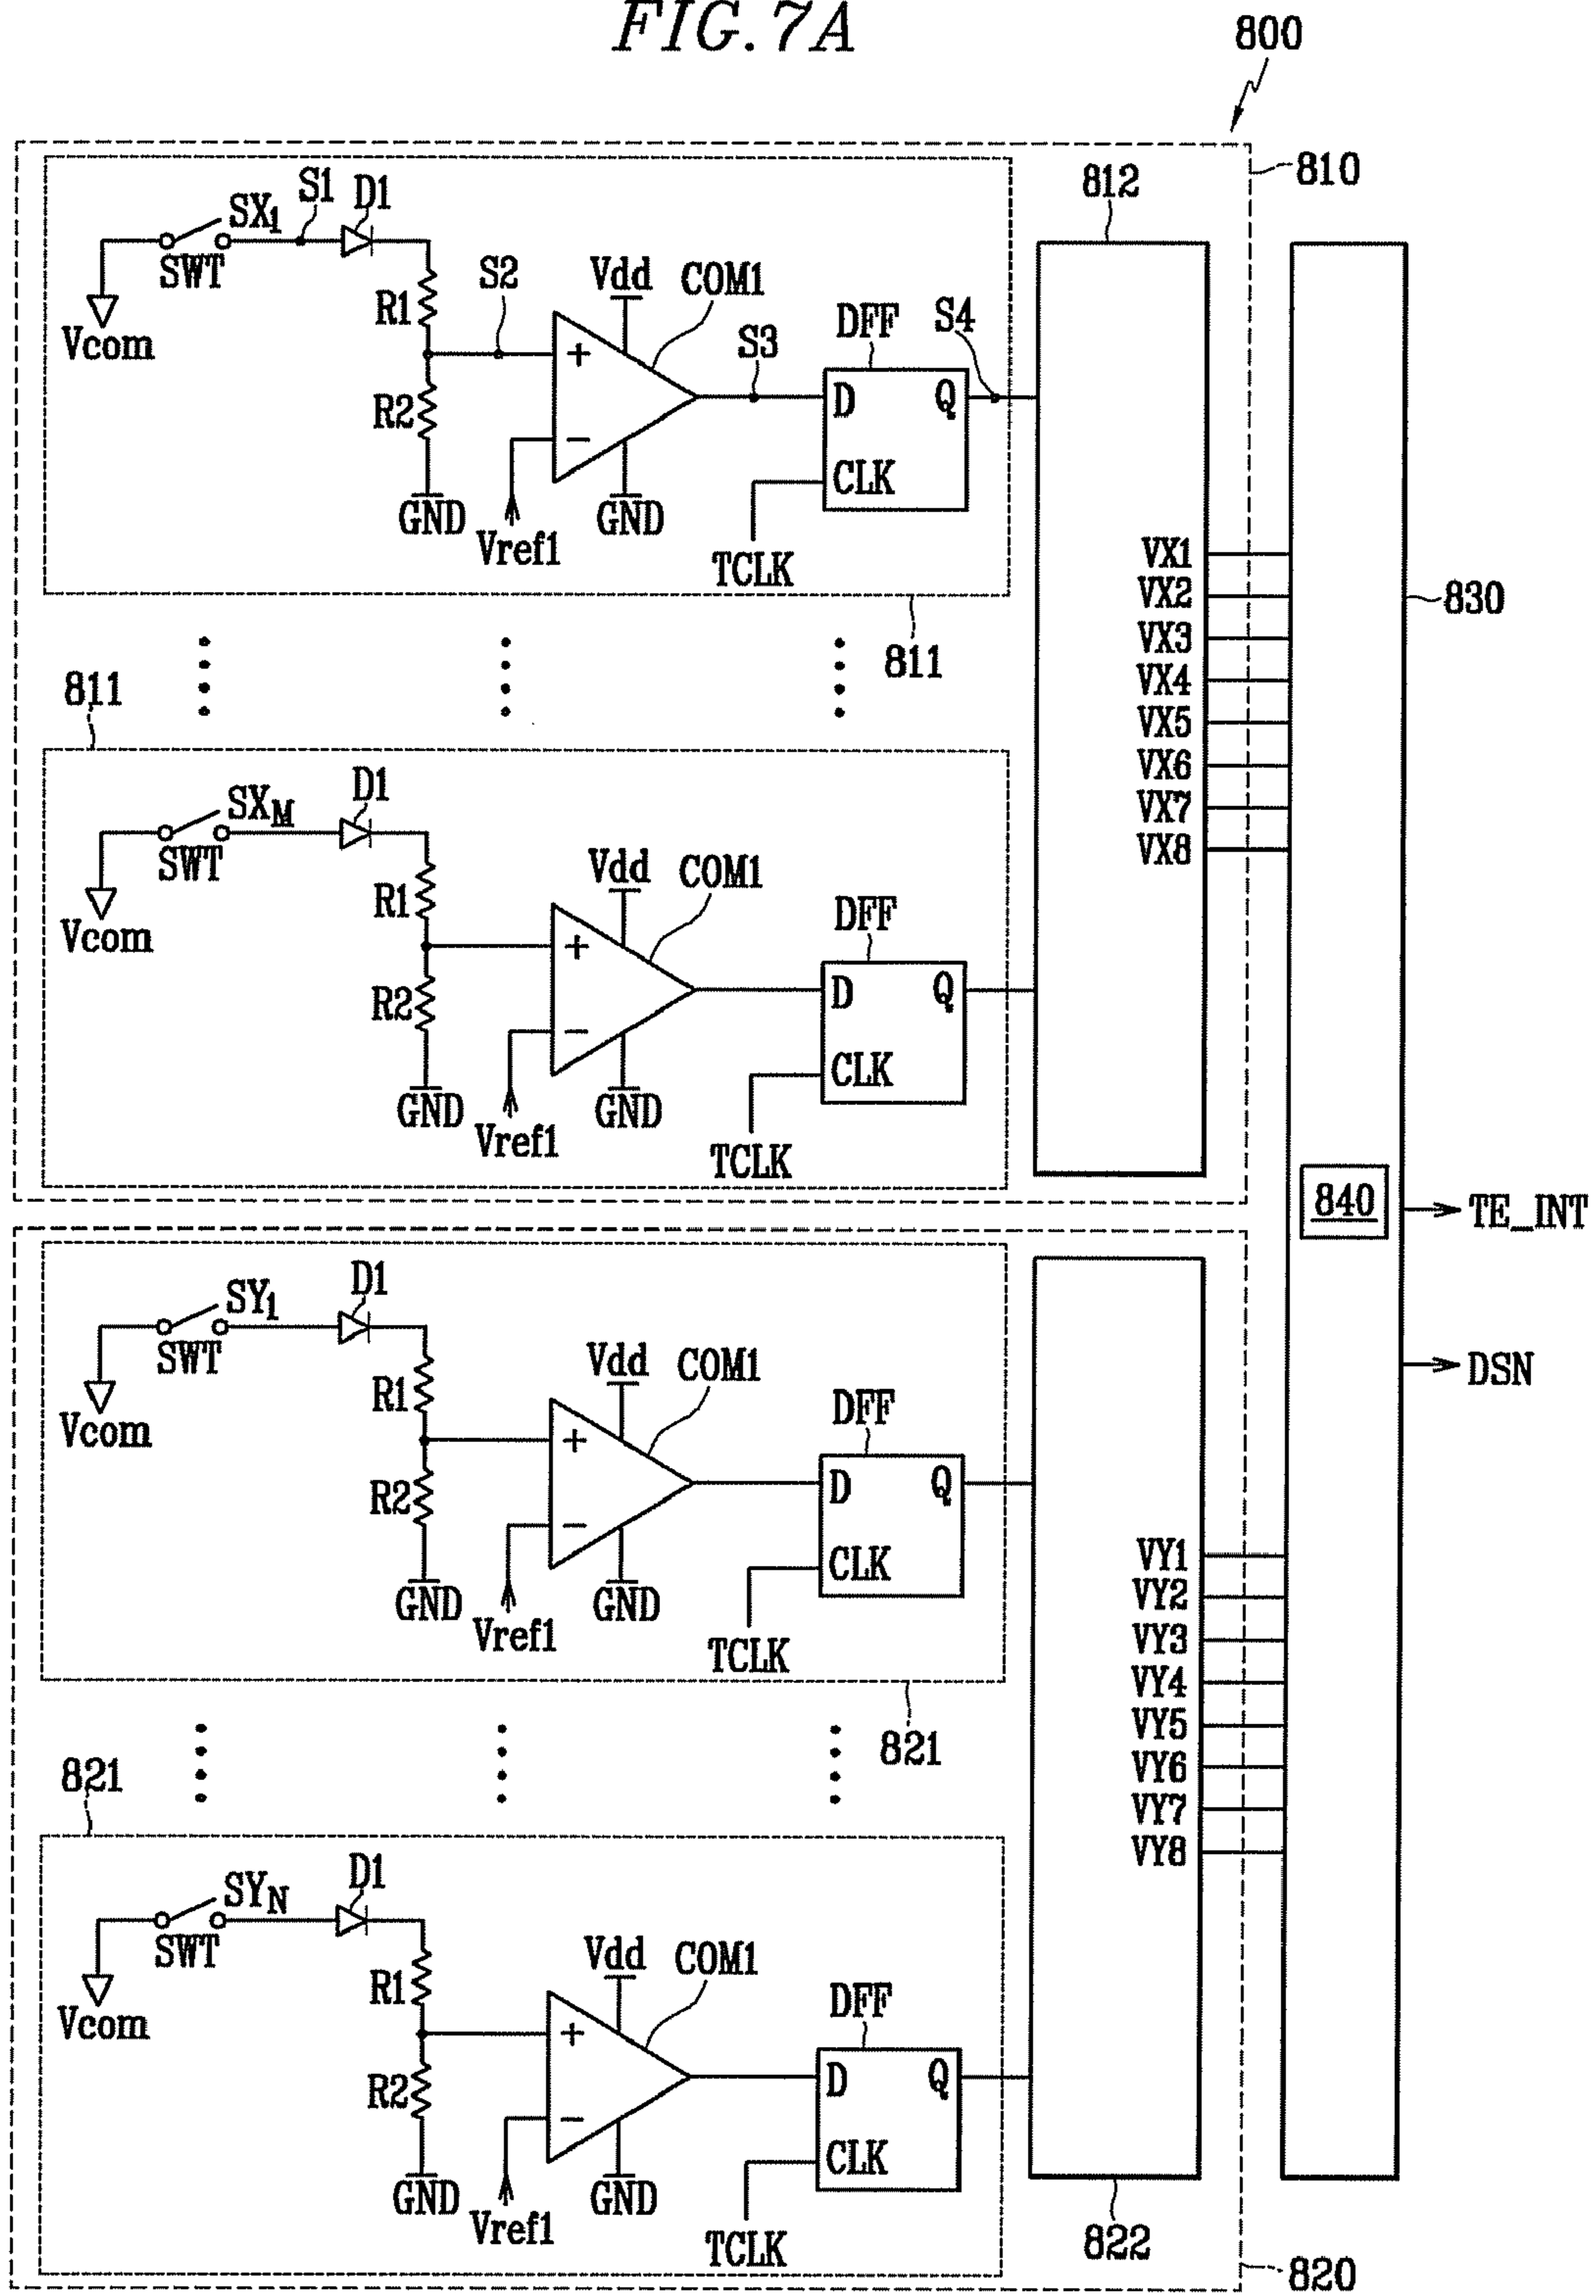 FIG. 7A
800
810
812
SX1
S1
D1
SWT
Vcom
R1
S2
Vdd
COM1
S3
DFF
S4
R2
D
Q
CLK
GND
Vref1
GND
TCLK
VX1
VX2
VX3
VX4
VX5
VX6
VX7
VX8
830
811
811
SXM
D1
SWT
Vcom
R1
Vdd
COM1
DFF
R2
D
Q
CLK
GND
Vref1
GND
TCLK
840
TE_INT
DSN
SY1
D1
SWT
Vcom
R1
Vdd
COM1
DFF
R2
D
Q
CLK
GND
Vref1
GND
TCLK
VY1
VY2
VY3
VY4
VY5
VY6
VY7
VY8
821
821
SYN
D1
SWT
Vcom
R1
Vdd
COM1
DFF
R2
D
Q
CLK
GND
Vref1
GND
TCLK
822
820